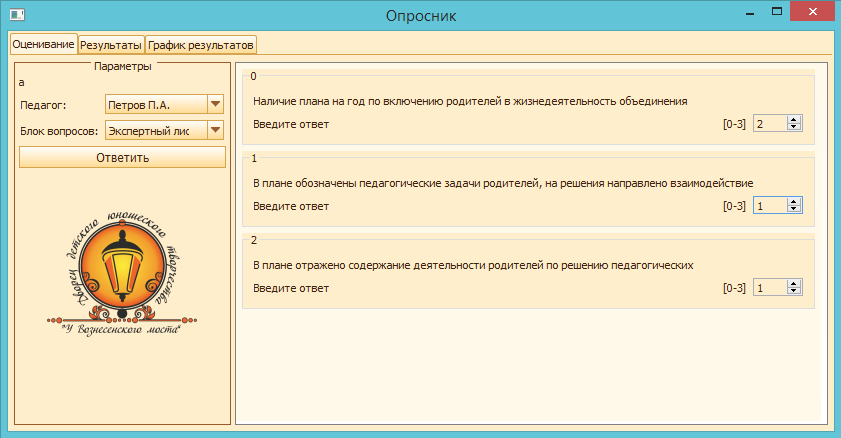 Опросник
Оценивание
Результаты
График результатов
Параметры
a
Педагог:
Петров П.А.
Блок вопросов:
Экспертный лис
Ответить
Дворец детского юношеского творчества
"У Вознесенского моста"
0
Наличие плана на год по включению родителей в жизнедеятельность объединения
Введите ответ
[0-3]
2
1
В плане обозначены педагогические задачи родителей, на решения направлено взаимодействие
Введите ответ
[0-3]
1
2
В плане отражено содержание деятельности родителей по решению педагогических
Введите ответ
[0-3]
1